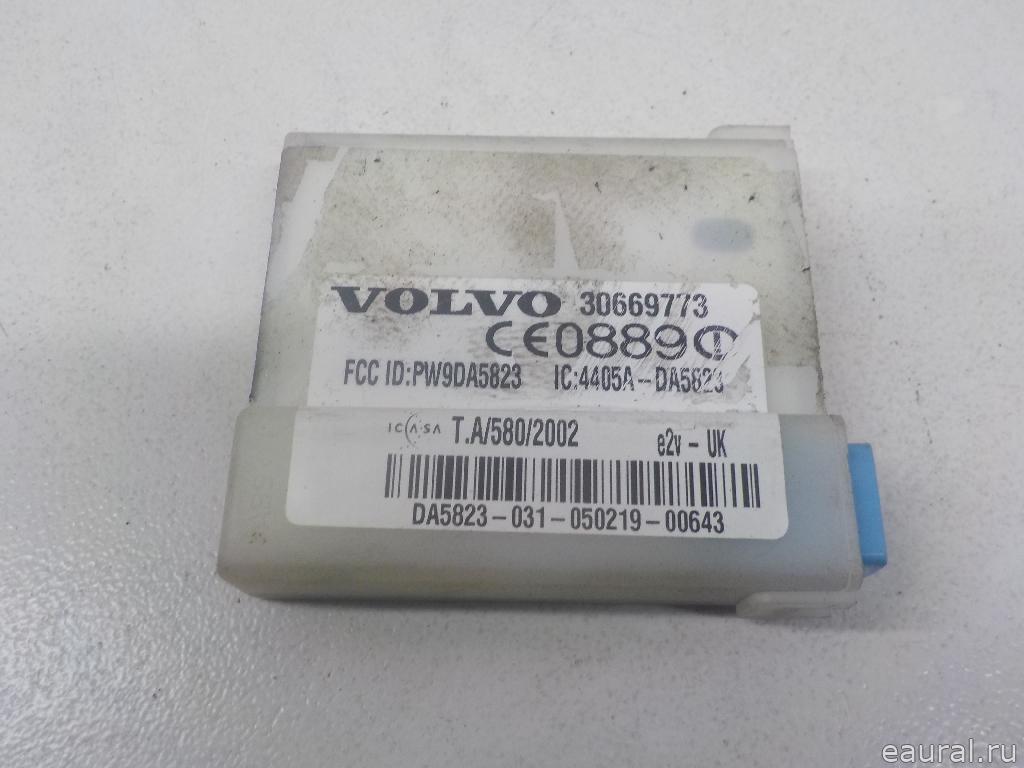 VOLVO 30669773
CE0889
FCC ID:PW9DA5823 IC:4405A-DA5823
ICASA T.A/580/2002 e2v - UK
DA5823-031-050219-00643
eaural.ru